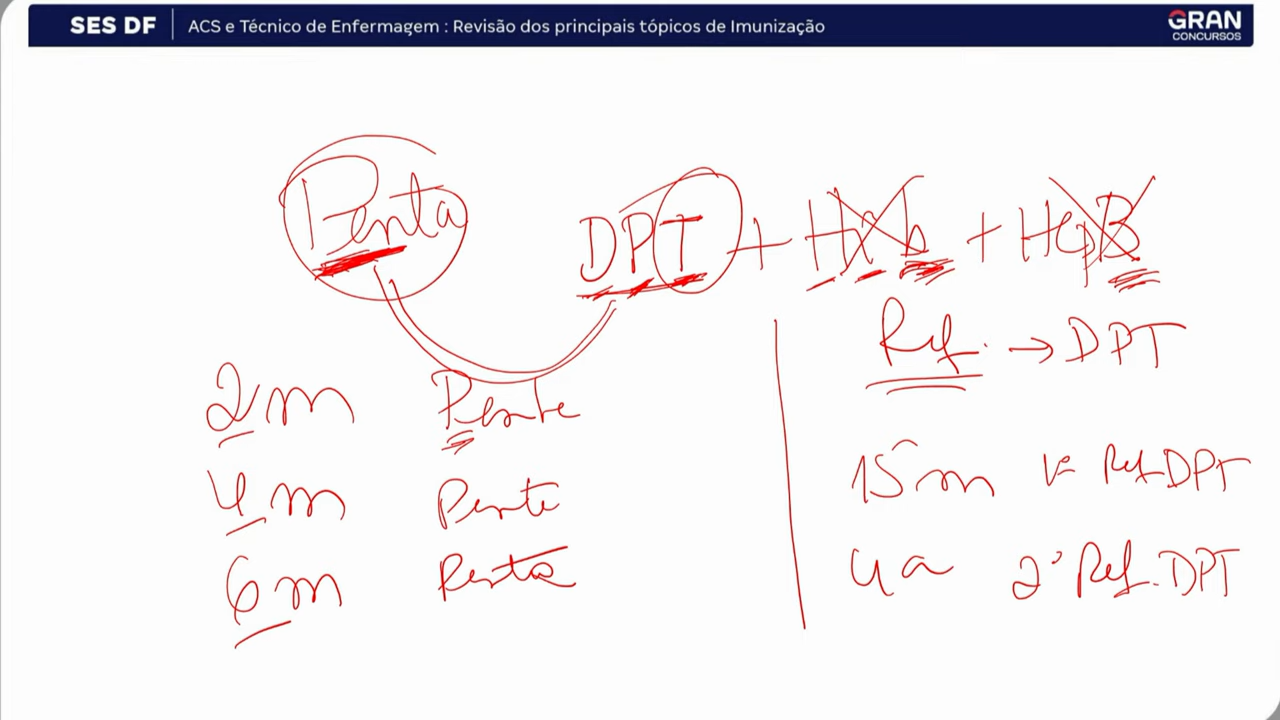 SES DF | ACS e Técnico de Enfermagem : Revisão dos principais tópicos de Imunização
GRAN
CONCURSOS
Penta DPT + Hib + HepB
Ref. → DPT
2m Penta
4m Penta
6m Penta
15m 1º Ref DPT
4a 2º Ref. DPT